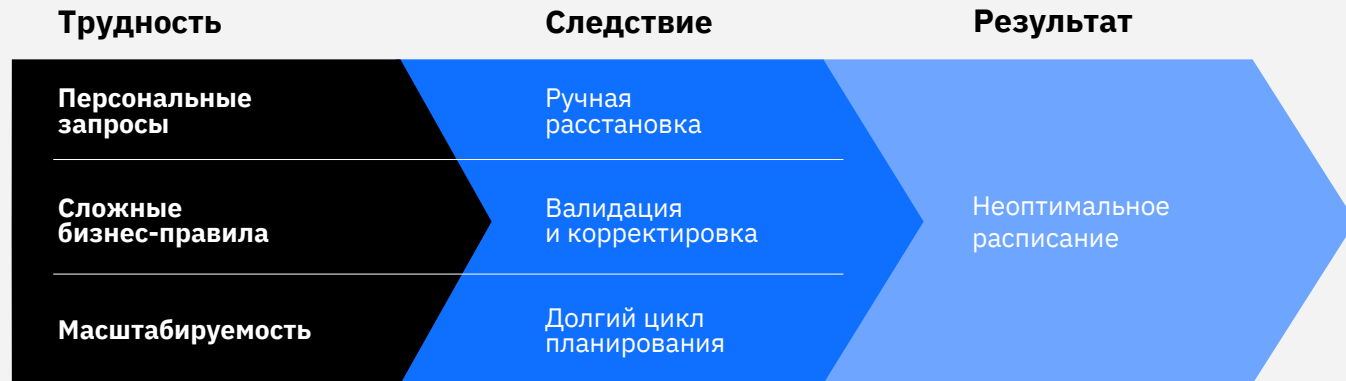 Трудность
Следствие
Результат
Персональные
запросы
Ручная
расстановка
Сложные
бизнес-правила
Валидация
и корректировка
Неоптимальное
расписание
Масштабируемость
Долгий цикл
планирования